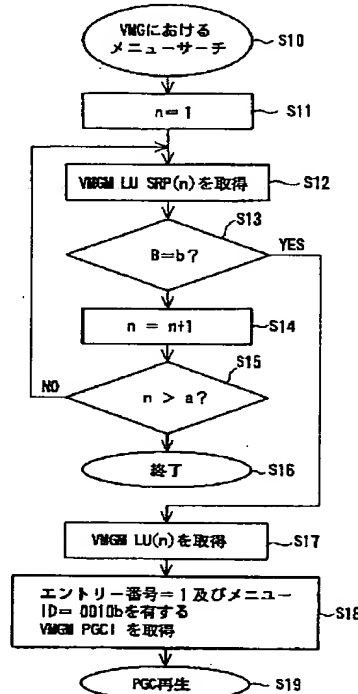 VMGにおける
メニューサーチ
S10
n=1
S11
VMGM LU SRP(n)を取得
S12
S13
B=b?
YES
n = n+1
S14
S15
NO
n > a?
終了
S16
VMGM LU(n)を取得
S17
エントリー番号=1 及びメニュー
ID= 0010bを有する
VMGM PGCI を取得
S18
PGC再生
S19